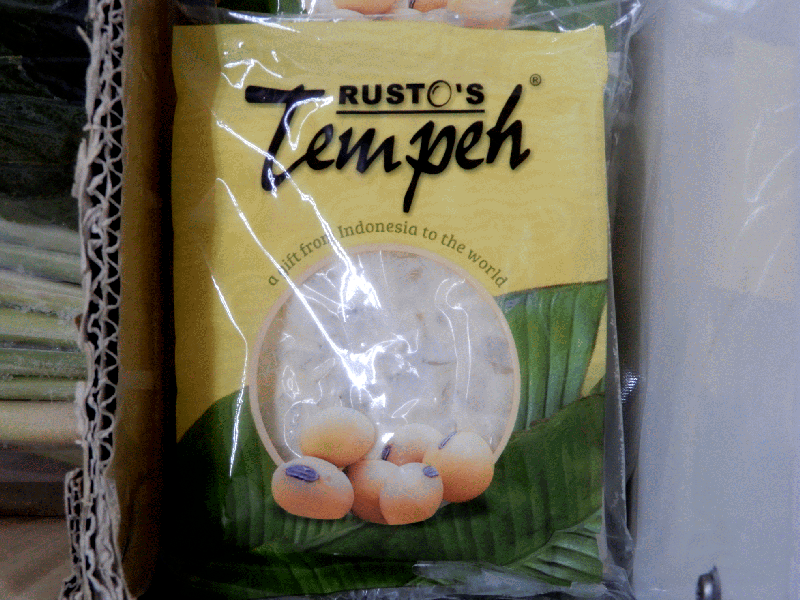 RUSTO'S
Tempeh®
a gift from Indonesia to the world